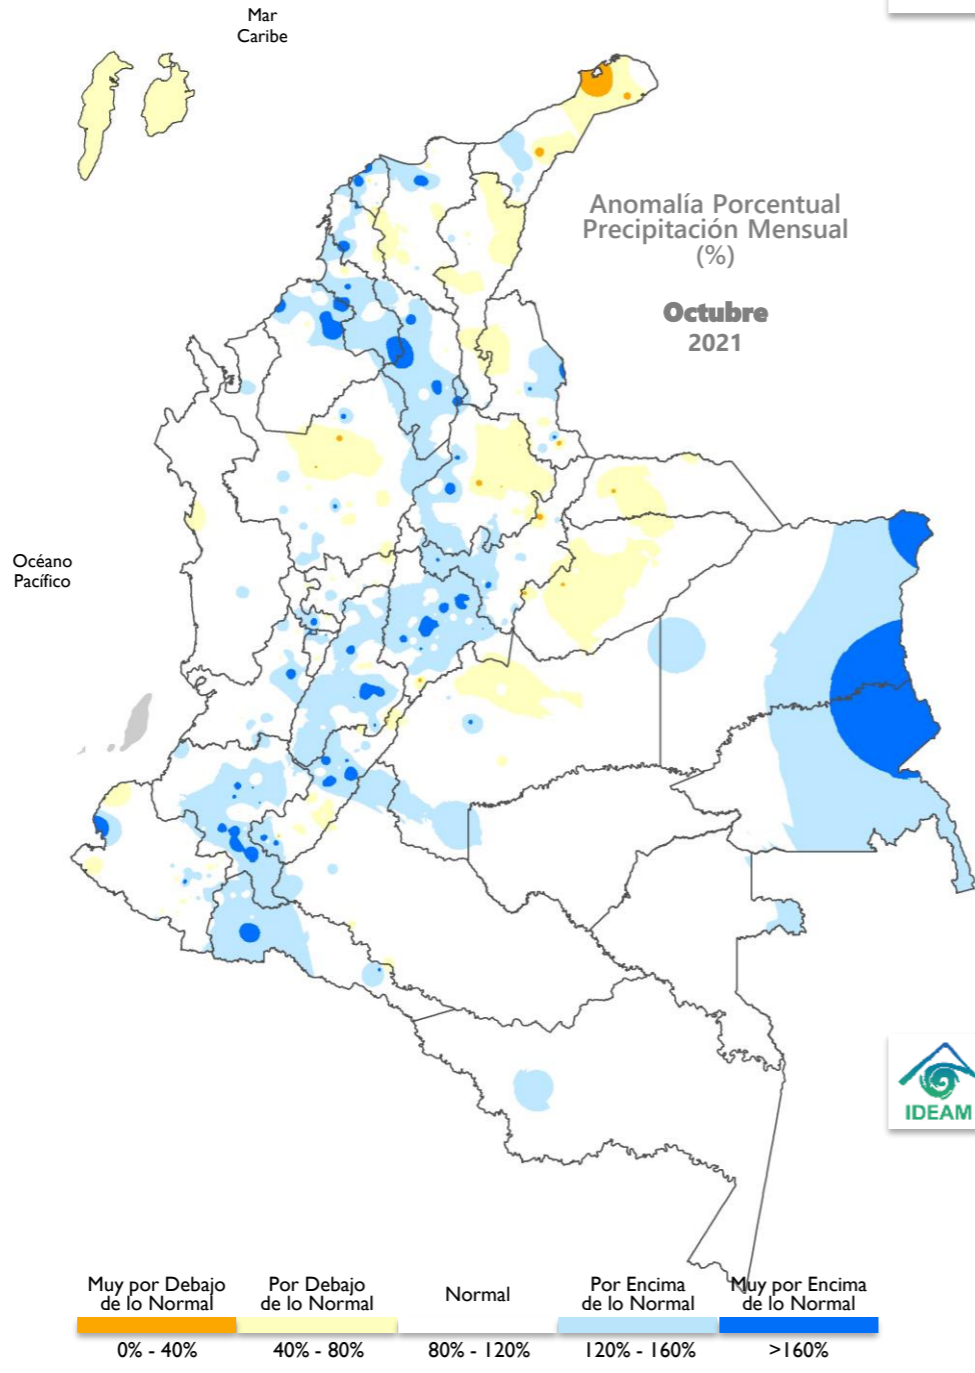 Mar
Caribe
Anomalía Porcentual
Precipitación Mensual
(%)
Octubre
2021
Océano
Pacífico
IDEAM
Muy por Debajo
de lo Normal
Por Debajo
de lo Normal
Normal
Por Encima
de lo Normal
Muy por Encima
de lo Normal
0% - 40%
40% - 80%
80% - 120%
120% - 160%
>160%